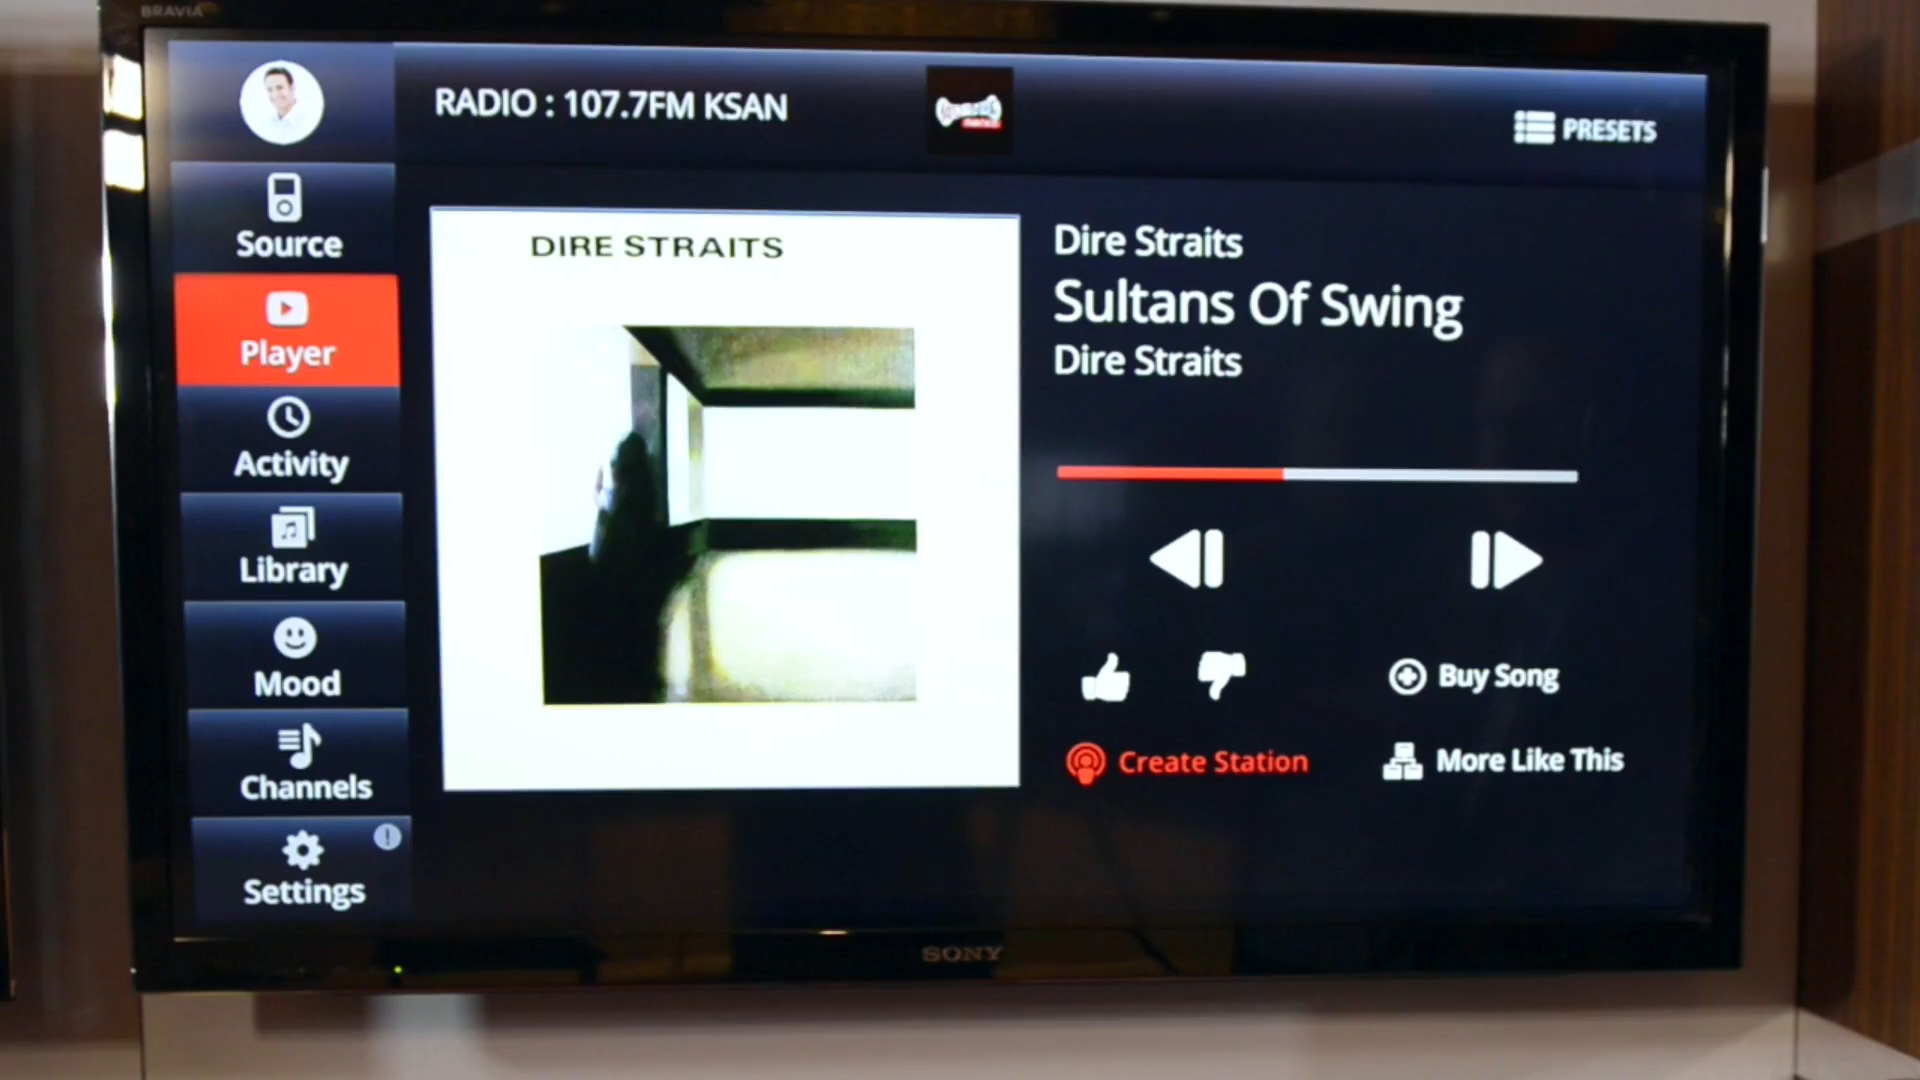 BRAVIA
RADIO : 107.7FM KSAN
PRESETS
Source
Player
Activity
Library
Mood
Channels
Settings
DIRE STRAITS
Dire Straits
Sultans Of Swing
Dire Straits
Buy Song
Create Station
More Like This
SONY